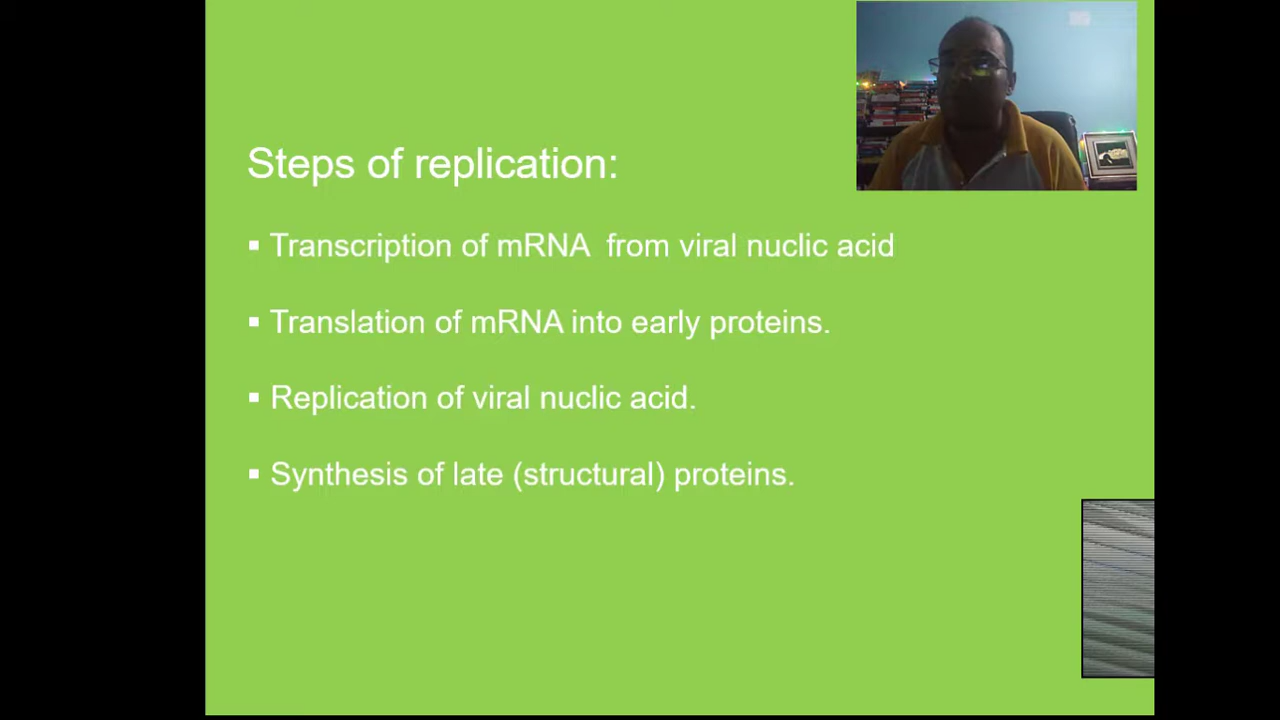 Steps of replication:
▪ Transcription of mRNA from viral nuclic acid
▪ Translation of mRNA into early proteins.
▪ Replication of viral nuclic acid.
▪ Synthesis of late (structural) proteins.